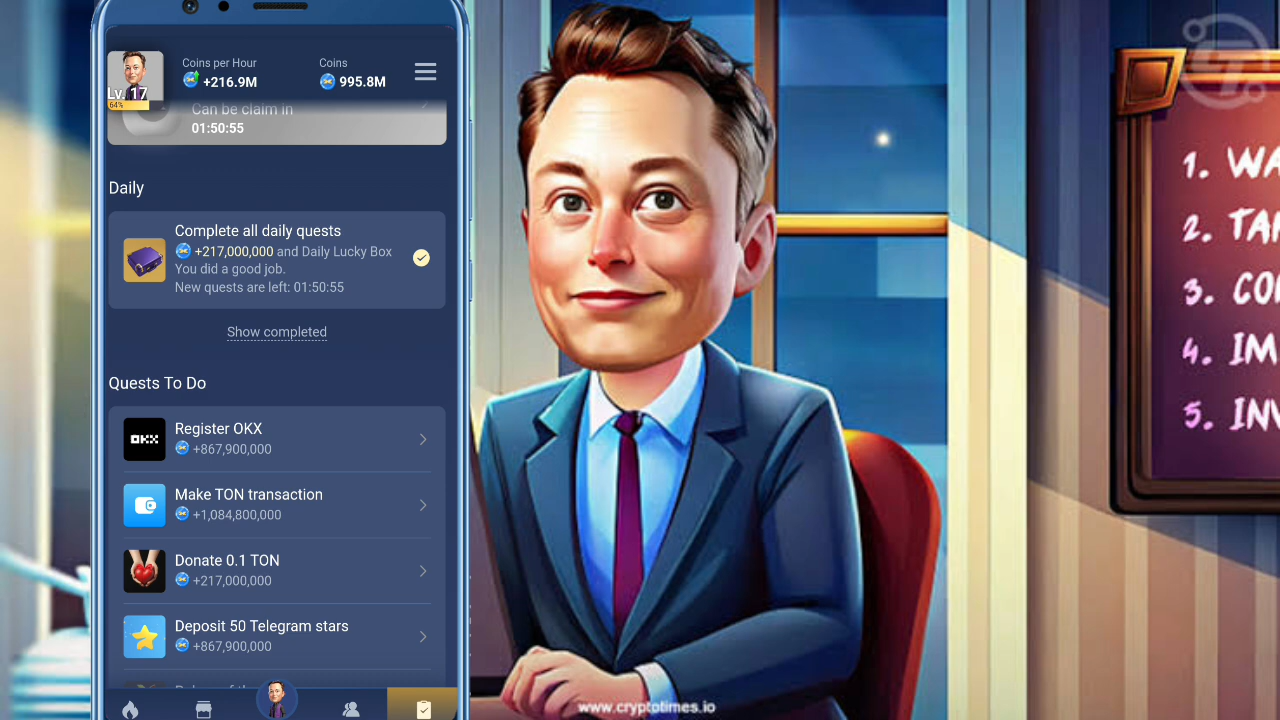 Coins per Hour
+216.9M
Coins
995.8M
Lv. 17
64%
Can be claim in
01:50:55
Daily
Complete all daily quests
+217,000,000 and Daily Lucky Box
You did a good job.
New quests are left: 01:50:55
Show completed
Quests To Do
OKX
Register OKX
+867,900,000
Make TON transaction
+1,084,800,000
Donate 0.1 TON
+217,000,000
Deposit 50 Telegram stars
+867,900,000
1. WA
2. TA
3. CO
4. IM
5. INV
www.cryptotimes.io